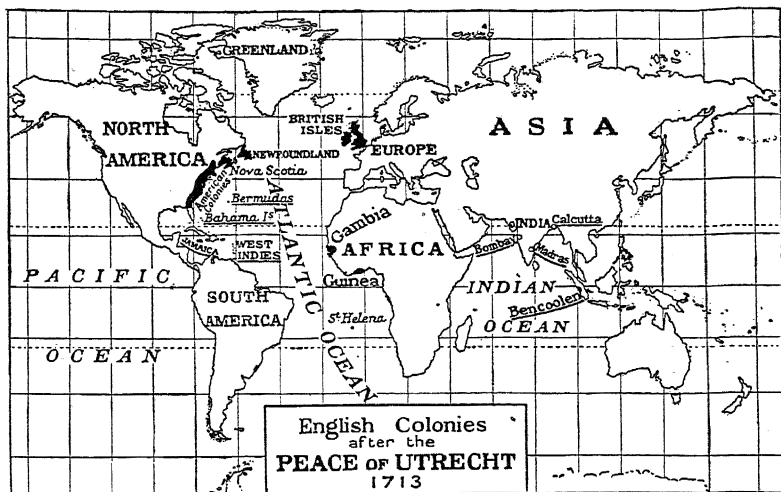 GREENLAND
BRITISH
ISLES
NORTH
AMERICA
NEWFOUNDLAND
Nova Scotia
American
Colonies
Bermudas
Bahama Is
JAMAICA
WEST
INDIES
EUROPE
ASIA
Gambia
AFRICA
Guinea
INDIA
Calcutta
Bombay
Madras
Bencoolen
PACIFIC
OCEAN
ATLANTIC OCEAN
SOUTH
AMERICA
St Helena
INDIAN
OCEAN
English Colonies
after the
PEACE OF UTRECHT
1713